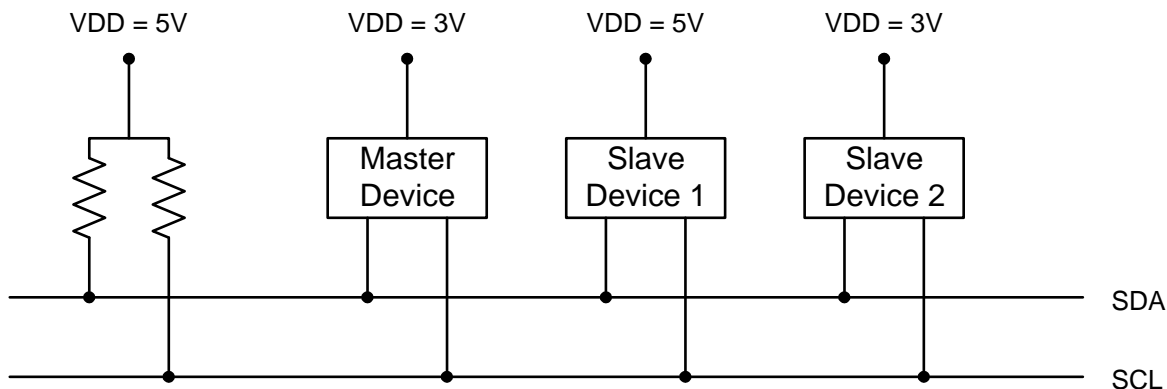 VDD = 5V
VDD = 3V
VDD = 5V
VDD = 3V
Master
Device
Slave
Device 1
Slave
Device 2
SDA
SCL